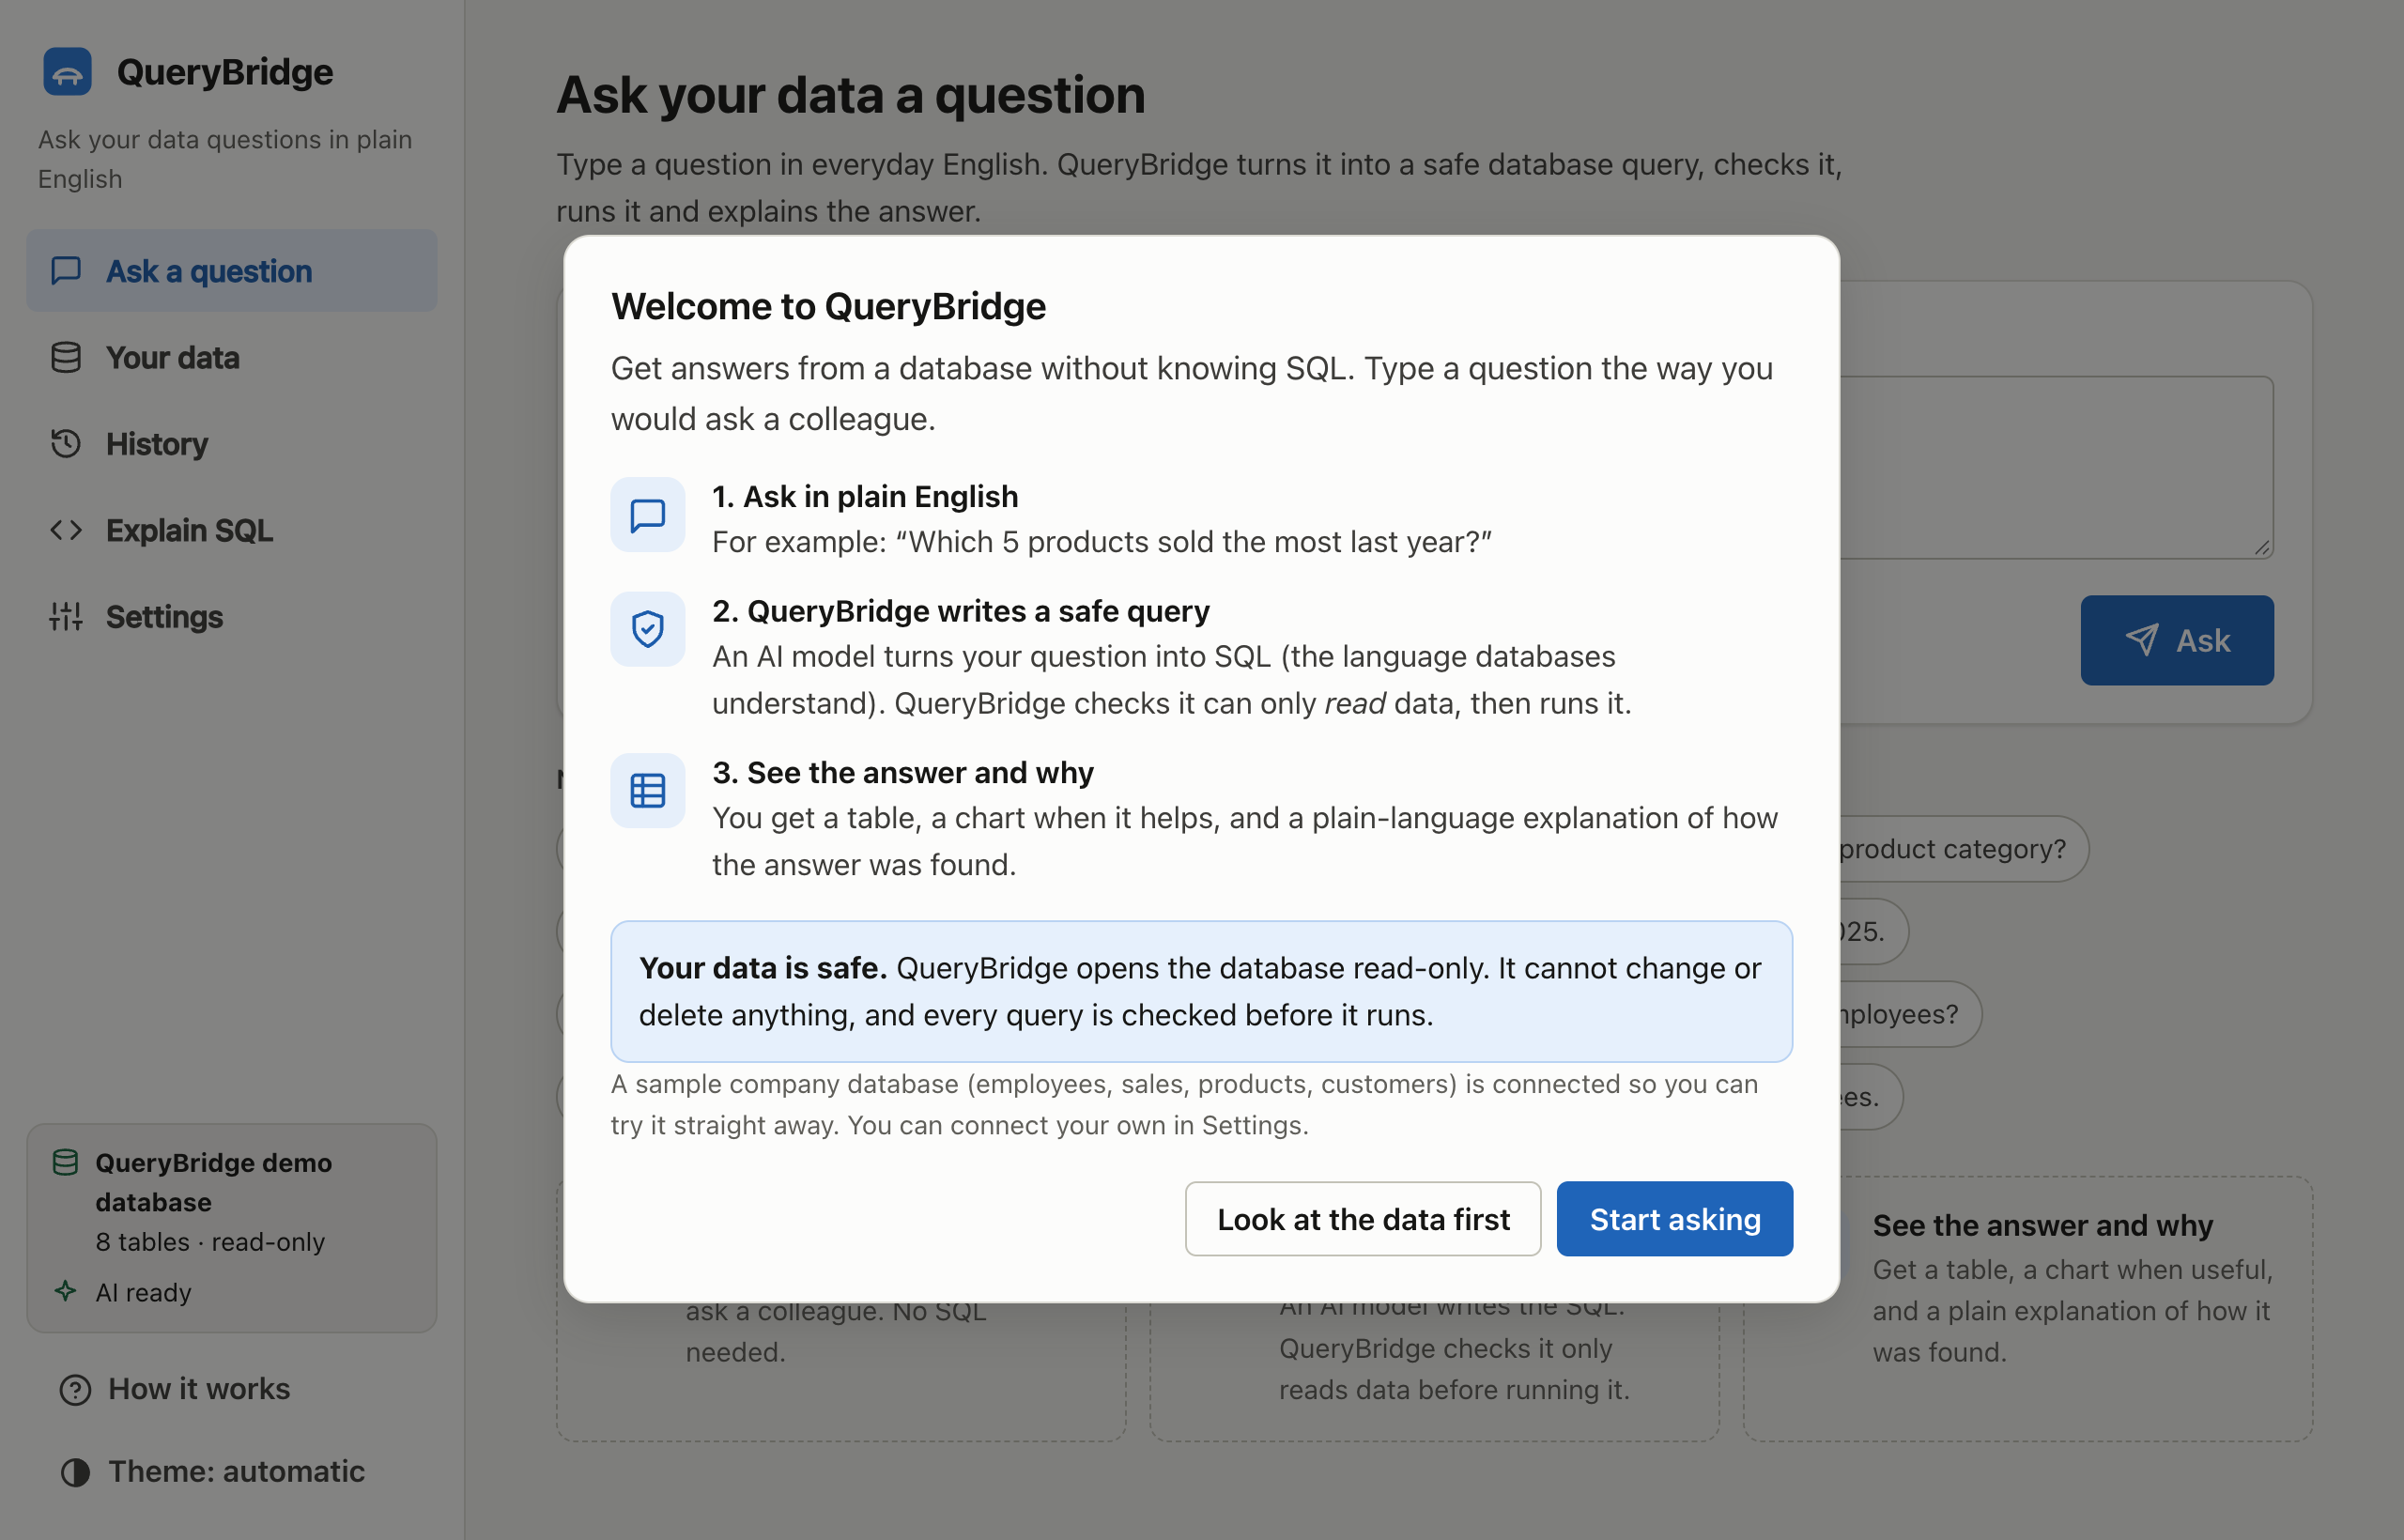 QueryBridge
Ask your data questions in plain
English
Ask a question
Your data
History
Explain SQL
Settings
QueryBridge demo
database
8 tables · read-only
AI ready
How it works
Theme: automatic
Ask your data a question
Type a question in everyday English. QueryBridge turns it into a safe database query, checks it,
runs it and explains the answer.
Ask
product category?
025.
employees?
ees.
ask a colleague. No SQL
needed.
An AI model writes the SQL.
QueryBridge checks it only
reads data before running it.
See the answer and why
Get a table, a chart when useful,
and a plain explanation of how it
was found.
Welcome to QueryBridge
Get answers from a database without knowing SQL. Type a question the way you
would ask a colleague.
1. Ask in plain English
For example: “Which 5 products sold the most last year?”
2. QueryBridge writes a safe query
An AI model turns your question into SQL (the language databases
understand). QueryBridge checks it can only read data, then runs it.
3. See the answer and why
You get a table, a chart when it helps, and a plain-language explanation of how
the answer was found.
Your data is safe. QueryBridge opens the database read-only. It cannot change or
delete anything, and every query is checked before it runs.
A sample company database (employees, sales, products, customers) is connected so you can
try it straight away. You can connect your own in Settings.
Look at the data first
Start asking